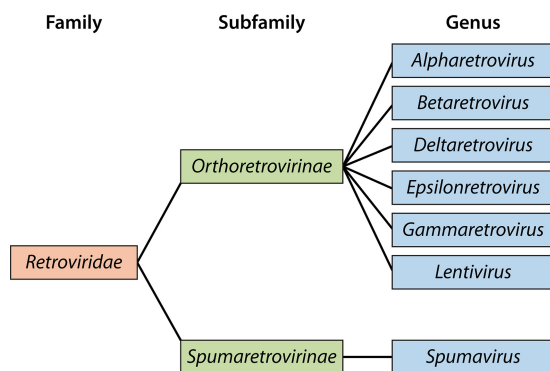 Family Subfamily Genus
Alpharetrovirus
Betaretrovirus
Deltaretrovirus
Orthoretrovirinae
Epsilonretrovirus
Gammaretrovirus
Retroviridae
Lentivirus
Spumaretrovirinae
Spumavirus